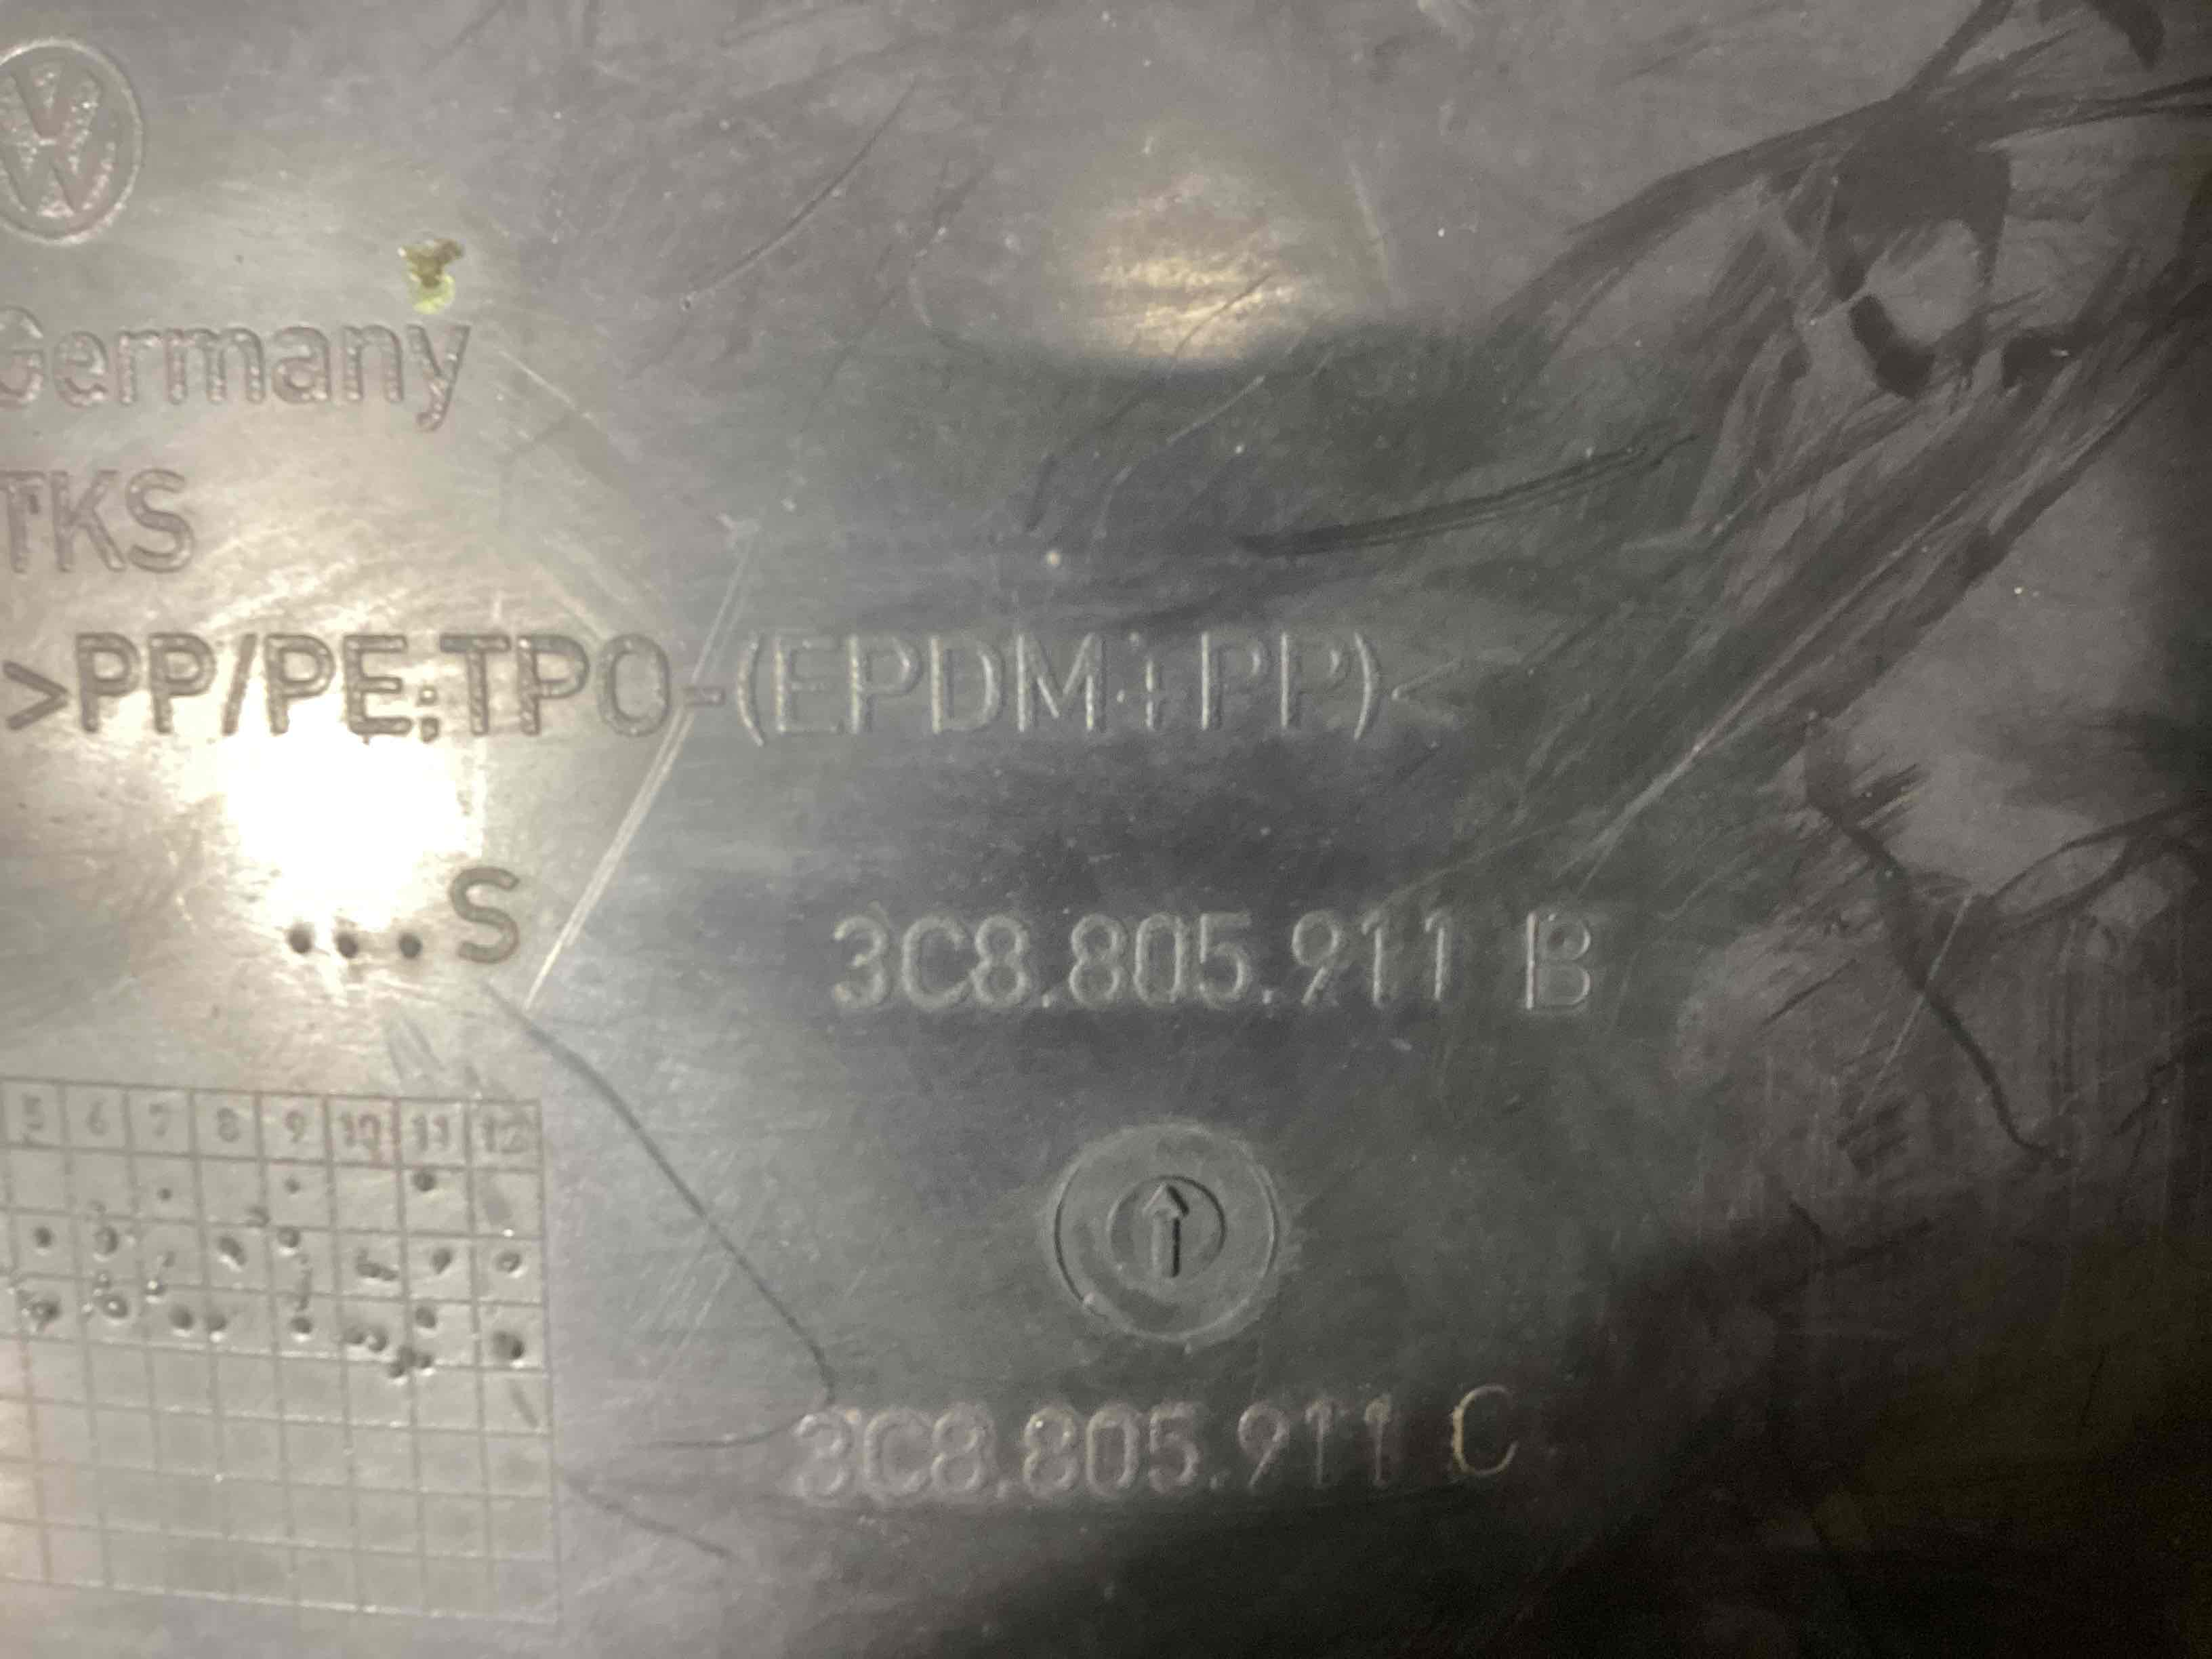 Germany
TKS
>PP/PE;TPO-(EPDM+PP)<
...S
3C8.805.911 B
5 6 7 8 9 10 11 12
3C8.805.911 C